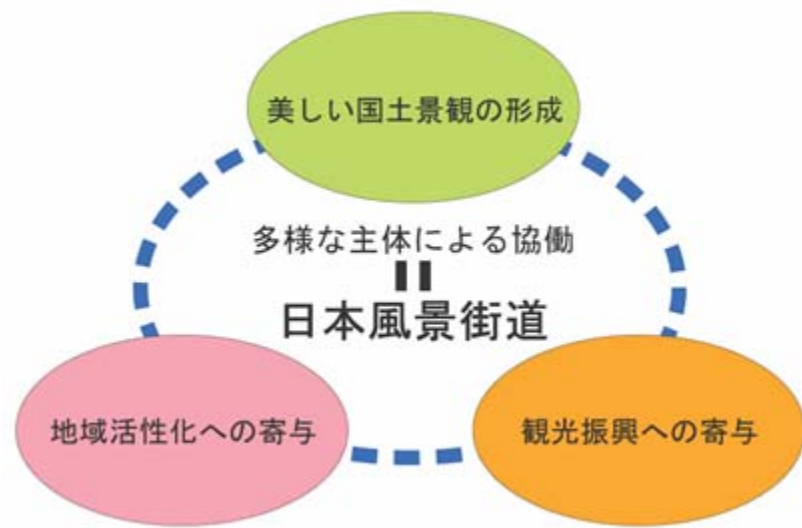 美しい国土景観の形成
多様な主体による協働
＝
日本風景街道
地域活性化への寄与
観光振興への寄与